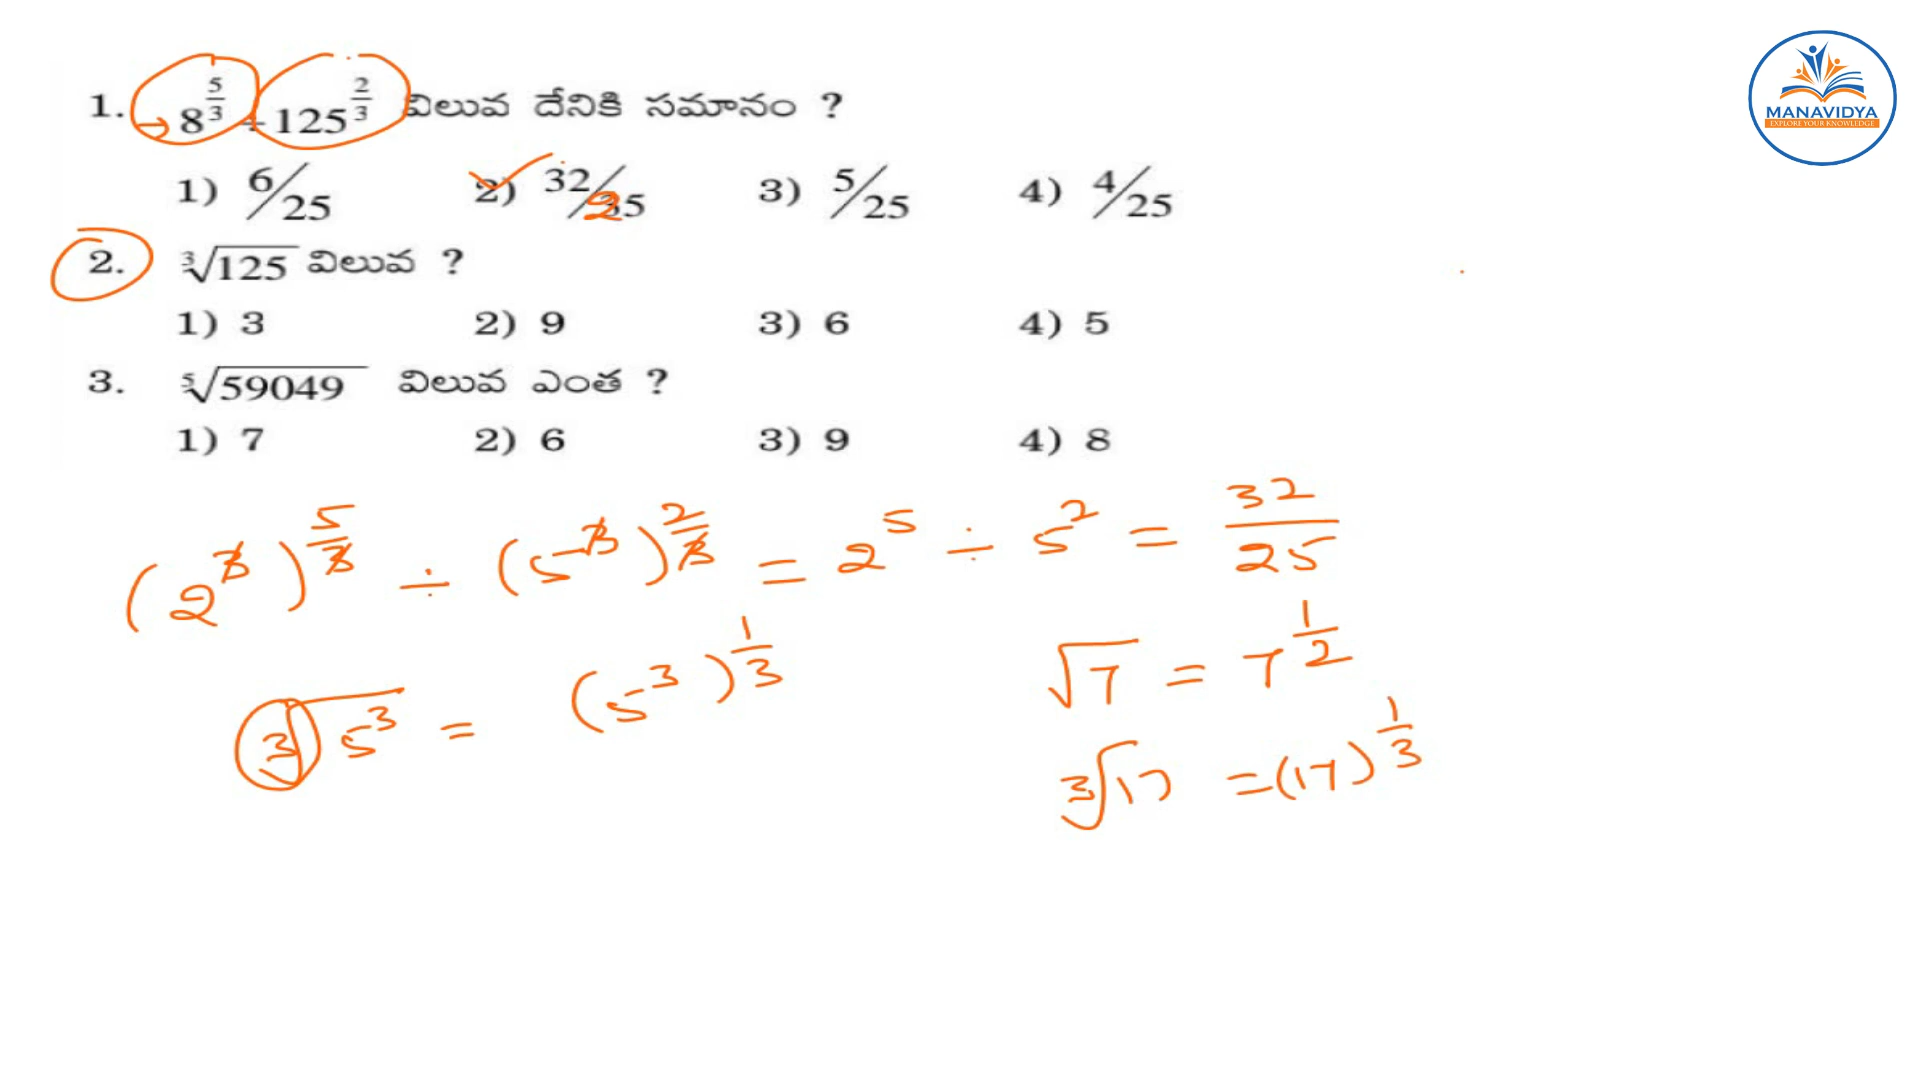 MANAVIDYA
EXPLORE YOUR KNOWLEDGE
1. 8^(5/3) ÷ 125^(2/3) విలువ దేనికి సమానం ?
1) 6/25 2) 32/25 3) 5/25 4) 4/25
2. ∛125 విలువ ?
1) 3 2) 9 3) 6 4) 5
3. ⁵√59049 విలువ ఎంత ?
1) 7 2) 6 3) 9 4) 8
(2^3)^(5/3) ÷ (5^3)^(2/3) = 2^5 ÷ 5^2 = 32/25
∛5^3 = (5^3)^(1/3)
√7 = 7^(1/2)
∛17 = (17)^(1/3)